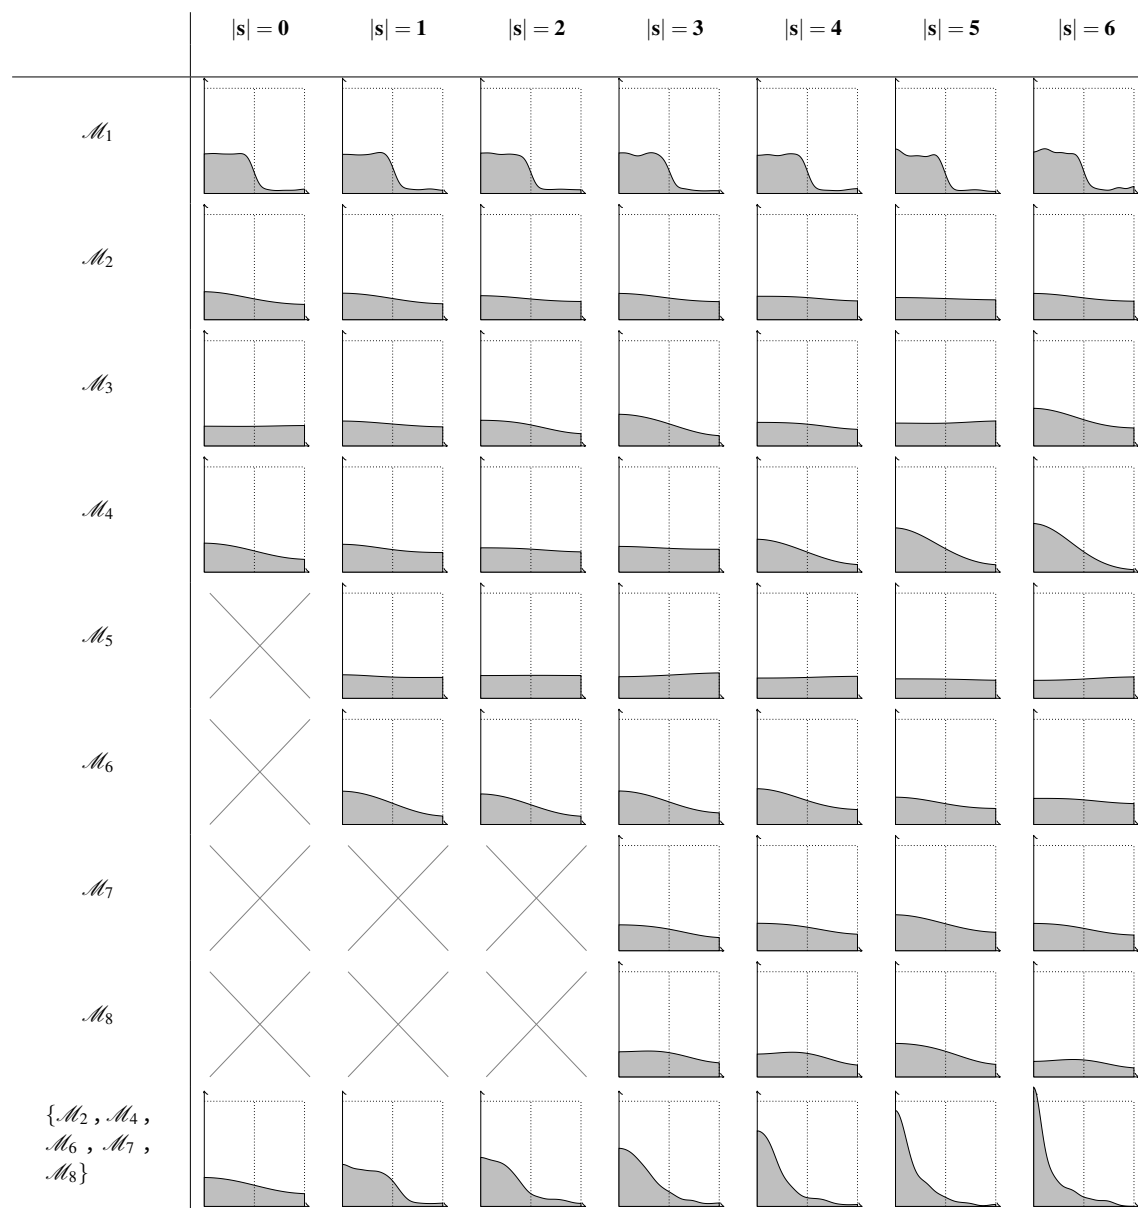 |s| = 0 |s| = 1 |s| = 2 |s| = 3 |s| = 4 |s| = 5 |s| = 6
ℳ1
ℳ2
ℳ3
ℳ4
ℳ5
ℳ6
ℳ7
ℳ8
{ℳ2 , ℳ4 ,
ℳ6 , ℳ7 ,
ℳ8}